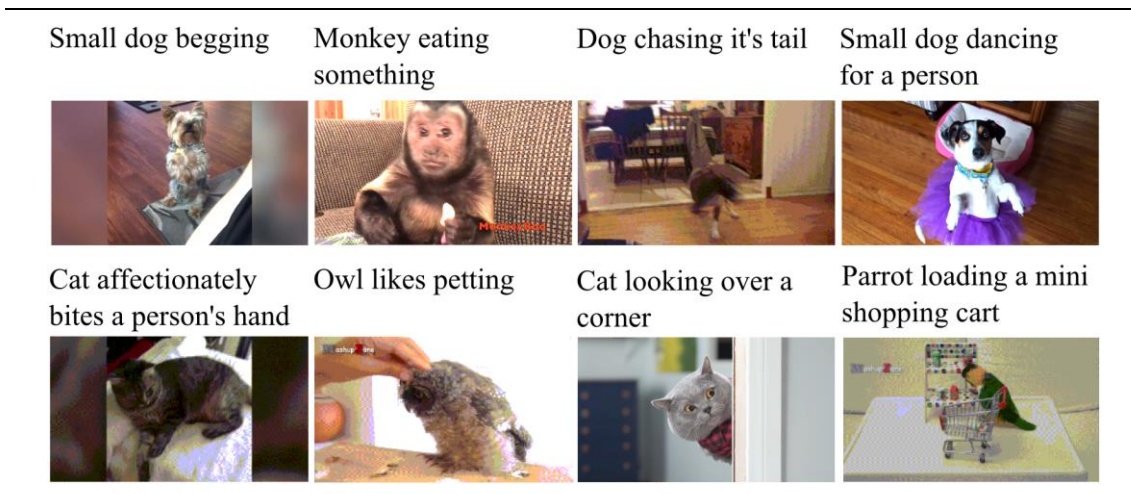 Small dog begging
Monkey eating
something
Dog chasing it's tail
Small dog dancing
for a person
Cat affectionately
bites a person's hand
Owl likes petting
Cat looking over a
corner
Parrot loading a mini
shopping cart